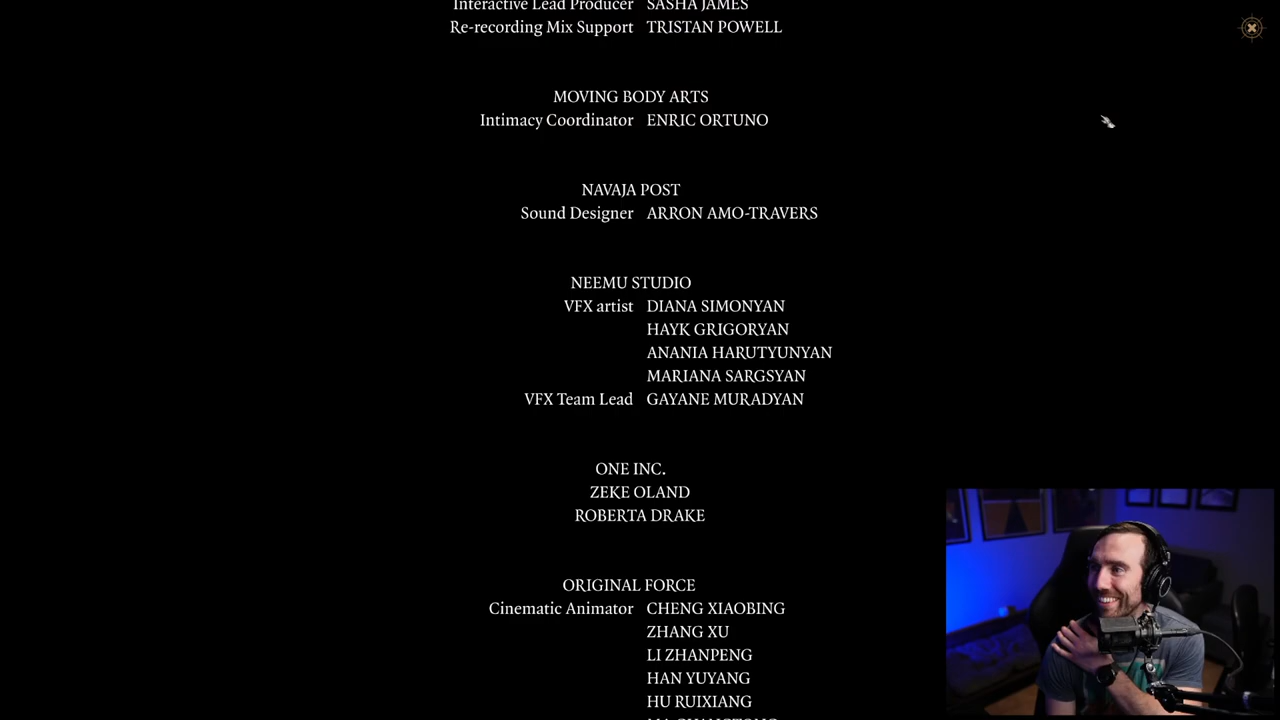 Interactive Lead Producer SASHA JAMES
Re-recording Mix Support TRISTAN POWELL
MOVING BODY ARTS
Intimacy Coordinator ENRIC ORTUNO
NAVAJA POST
Sound Designer ARRON AMO-TRAVERS
NEEMU STUDIO
VFX artist DIANA SIMONYAN
HAYK GRIGORYAN
ANANIA HARUTYUNYAN
MARIANA SARGSYAN
VFX Team Lead GAYANE MURADYAN
ONE INC.
ZEKE OLAND
ROBERTA DRAKE
ORIGINAL FORCE
Cinematic Animator CHENG XIAOBING
ZHANG XU
LI ZHANPENG
HAN YUYANG
HU RUIXIANG